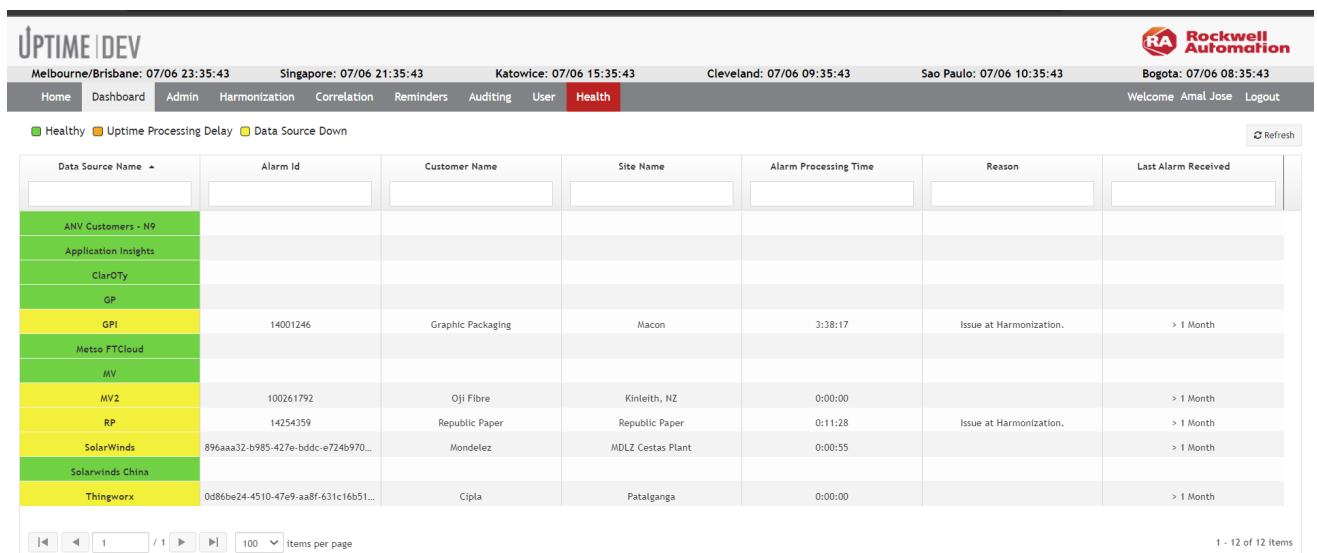 UPTIME | DEV
RA Rockwell Automation
Melbourne/Brisbane: 07/06 23:35:43 Singapore: 07/06 21:35:43 Katowice: 07/06 15:35:43 Cleveland: 07/06 09:35:43 Sao Paulo: 07/06 10:35:43 Bogota: 07/06 08:35:43
Home Dashboard Admin Harmonization Correlation Reminders Auditing User Health Welcome Amal Jose Logout
Healthy Uptime Processing Delay Data Source Down
Refresh
Data Source Name Alarm Id Customer Name Site Name Alarm Processing Time Reason Last Alarm Received
ANV Customers - N9
Application Insights
ClarOTy
GP
GPI 14001246 Graphic Packaging Macon 3:38:17 Issue at Harmonization. > 1 Month
Metso FTCloud
MV
MV2 100261792 Oji Fibre Kinleith, NZ 0:00:00 > 1 Month
RP 14254359 Republic Paper Republic Paper 0:11:28 Issue at Harmonization. > 1 Month
SolarWinds 896aaa32-b985-427e-bddc-e724b970... Mondelez MDLZ Cestas Plant 0:00:55 > 1 Month
Solarwinds China
Thingworx 0d86be24-4510-47e9-aa8f-631c16b51... Cipla Patalganga 0:00:00 > 1 Month
1 / 1 100 items per page 1 - 12 of 12 items